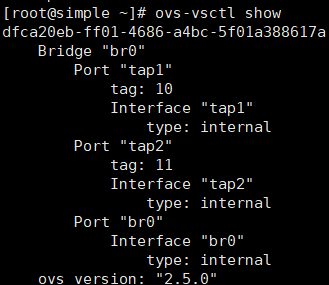 [root@simple ~]# ovs-vsctl show
dfca20eb-ff01-4686-a4bc-5f01a388617a
    Bridge "br0"
        Port "tap1"
            tag: 10
            Interface "tap1"
                type: internal
        Port "tap2"
            tag: 11
            Interface "tap2"
                type: internal
        Port "br0"
            Interface "br0"
                type: internal
    ovs_version: "2.5.0"